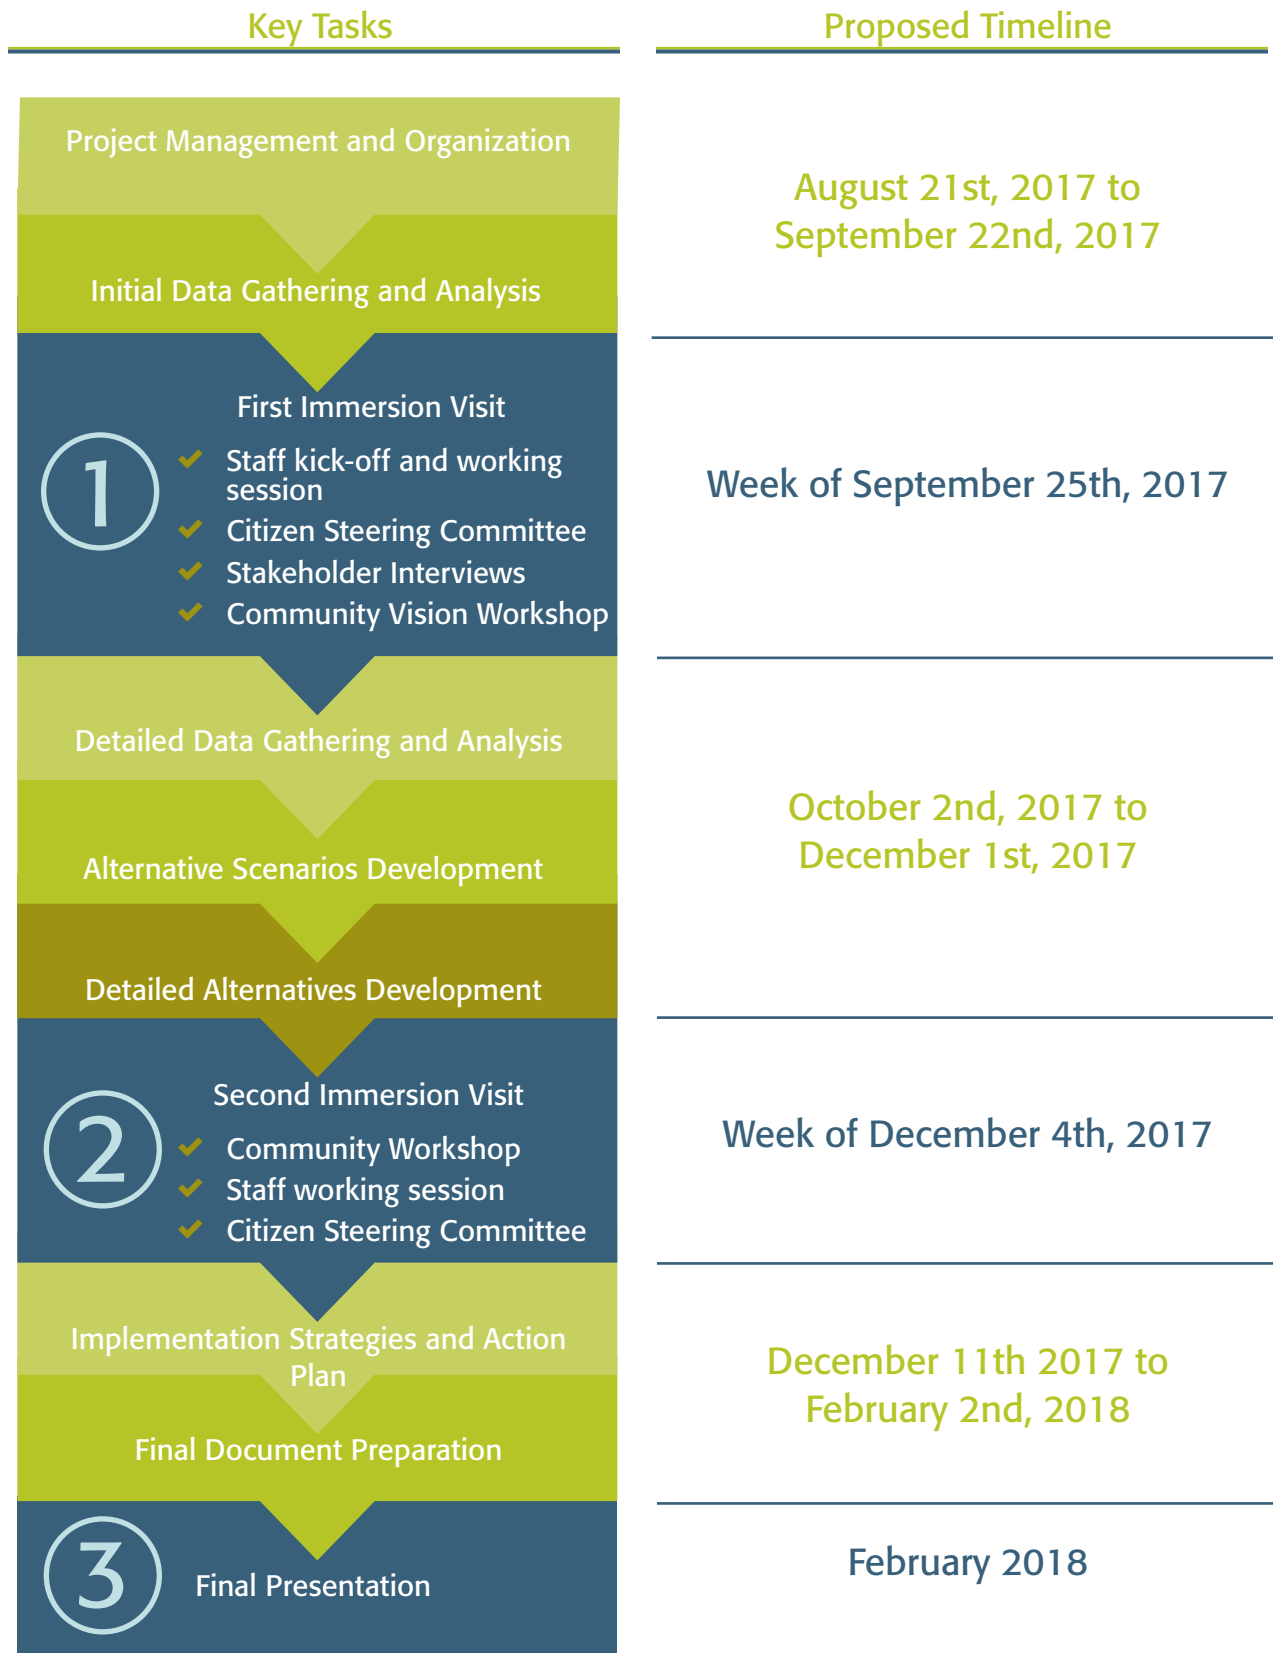 Key Tasks
Proposed Timeline
Project Management and Organization
Initial Data Gathering and Analysis
August 21st, 2017 to
September 22nd, 2017
1
First Immersion Visit
Staff kick-off and working
session
Citizen Steering Committee
Stakeholder Interviews
Community Vision Workshop
Week of September 25th, 2017
Detailed Data Gathering and Analysis
Alternative Scenarios Development
Detailed Alternatives Development
October 2nd, 2017 to
December 1st, 2017
2
Second Immersion Visit
Community Workshop
Staff working session
Citizen Steering Committee
Week of December 4th, 2017
Implementation Strategies and Action
Plan
Final Document Preparation
December 11th 2017 to
February 2nd, 2018
3
Final Presentation
February 2018